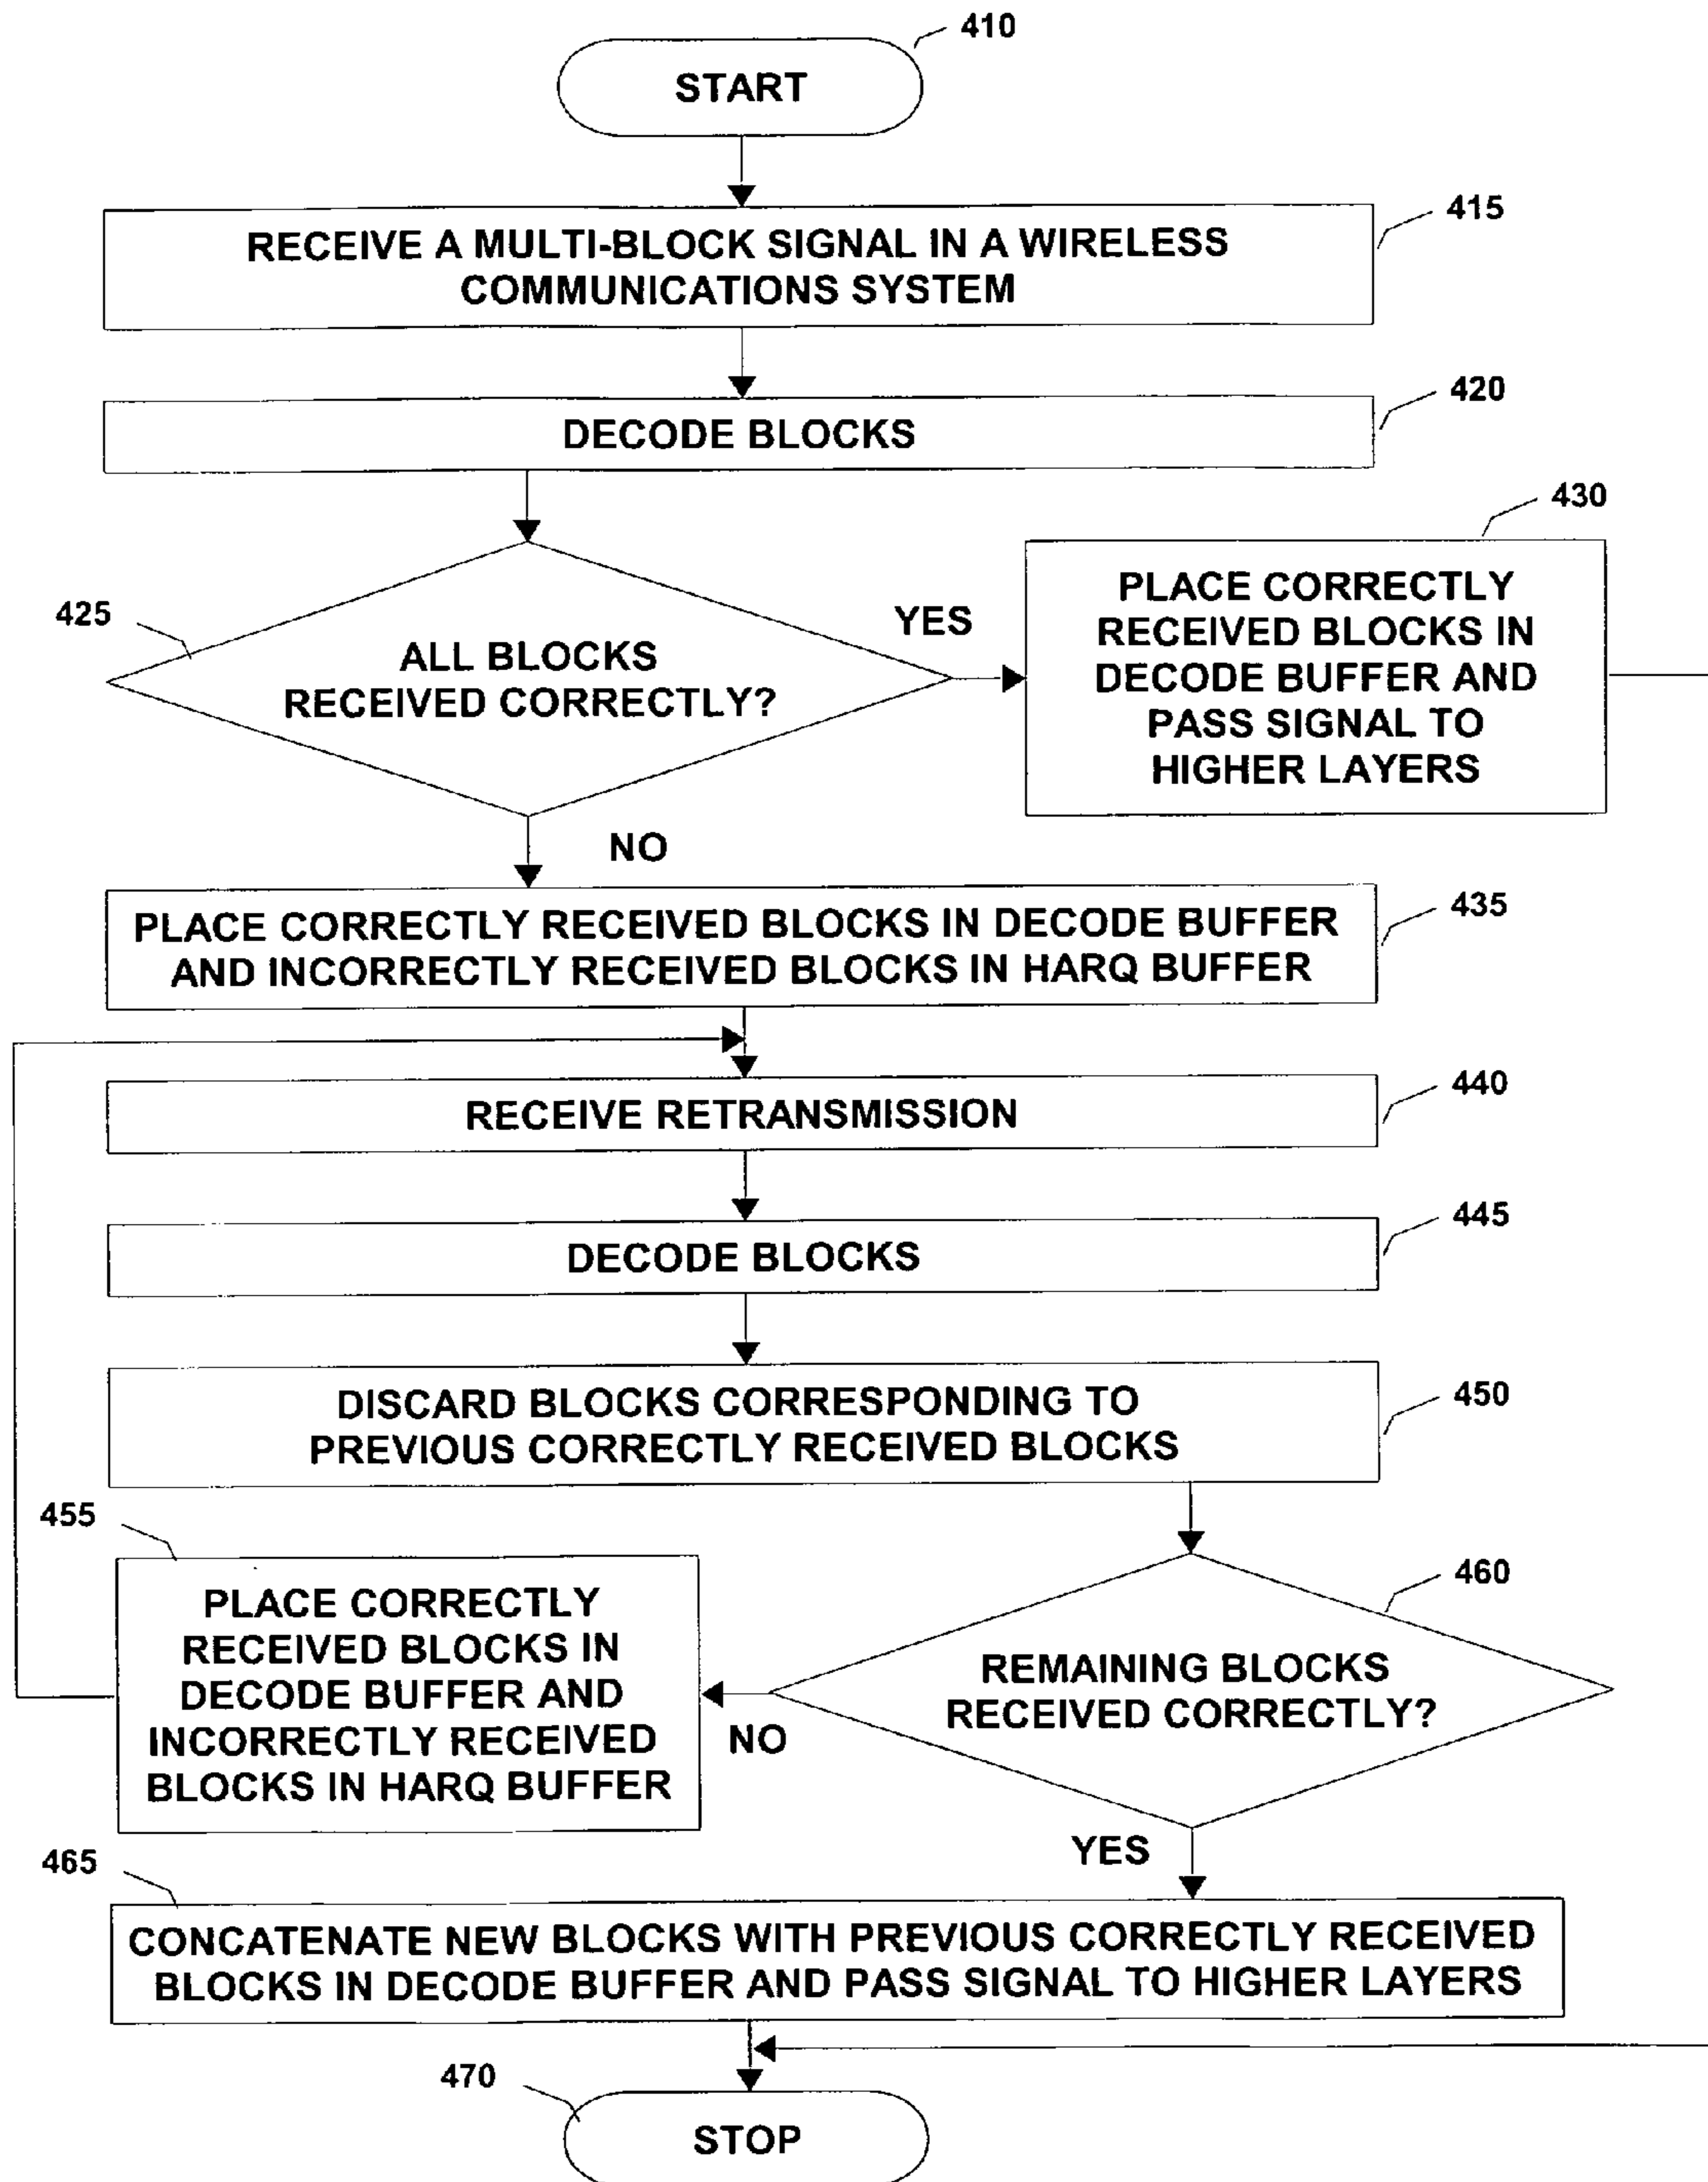 410
START
415
RECEIVE A MULTI-BLOCK SIGNAL IN A WIRELESS
COMMUNICATIONS SYSTEM
420
DECODE BLOCKS
430
425
YES
ALL BLOCKS
RECEIVED CORRECTLY?
PLACE CORRECTLY
RECEIVED BLOCKS IN
DECODE BUFFER AND
PASS SIGNAL TO
HIGHER LAYERS
NO
435
PLACE CORRECTLY RECEIVED BLOCKS IN DECODE BUFFER
AND INCORRECTLY RECEIVED BLOCKS IN HARQ BUFFER
440
RECEIVE RETRANSMISSION
445
DECODE BLOCKS
450
DISCARD BLOCKS CORRESPONDING TO
PREVIOUS CORRECTLY RECEIVED BLOCKS
455
PLACE CORRECTLY
RECEIVED BLOCKS IN
DECODE BUFFER AND
INCORRECTLY RECEIVED
BLOCKS IN HARQ BUFFER
460
REMAINING BLOCKS
RECEIVED CORRECTLY?
NO
YES
465
CONCATENATE NEW BLOCKS WITH PREVIOUS CORRECTLY RECEIVED
BLOCKS IN DECODE BUFFER AND PASS SIGNAL TO HIGHER LAYERS
470
STOP